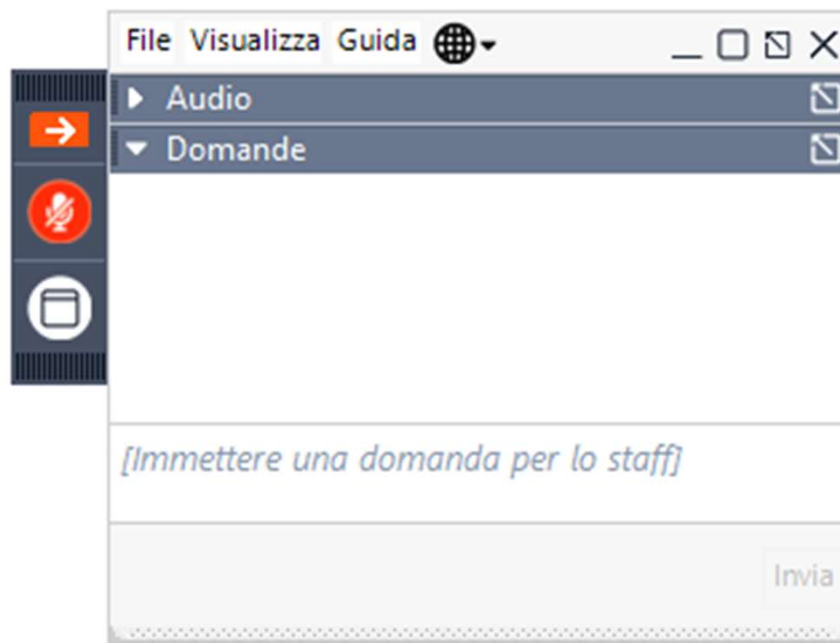 File Visualizza Guida
Audio
Domande
[Immettere una domanda per lo staff]
Invia